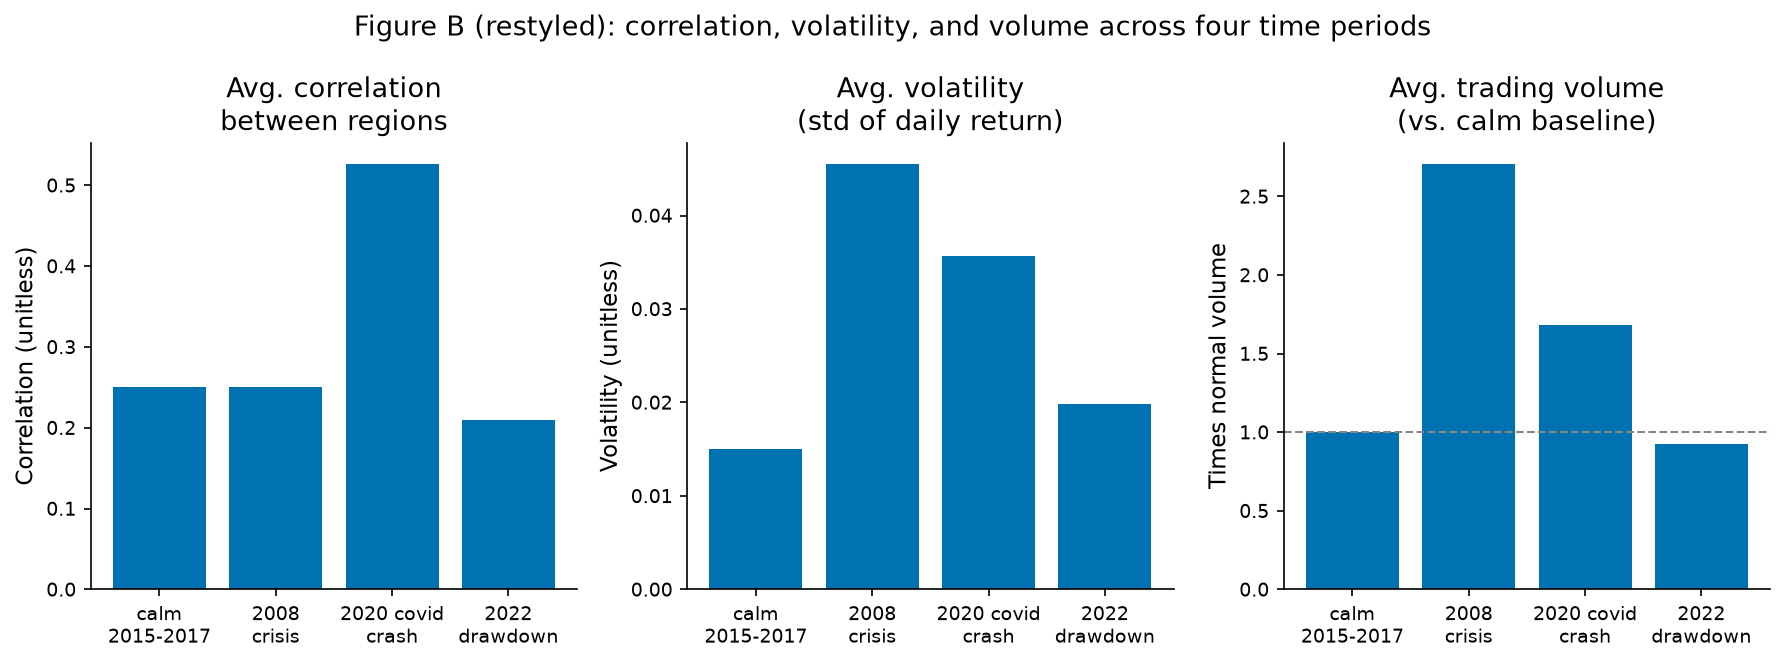 Figure B (restyled): correlation, volatility, and volume across four time periods
Avg. correlation
between regions
Correlation (unitless)
0.5
0.4
0.3
0.2
0.1
0.0
calm
2015-2017
2008
crisis
2020 covid
crash
2022
drawdown
Avg. volatility
(std of daily return)
Volatility (unitless)
0.04
0.03
0.02
0.01
0.00
calm
2015-2017
2008
crisis
2020 covid
crash
2022
drawdown
Avg. trading volume
(vs. calm baseline)
Times normal volume
2.5
2.0
1.5
1.0
0.5
0.0
calm
2015-2017
2008
crisis
2020 covid
crash
2022
drawdown